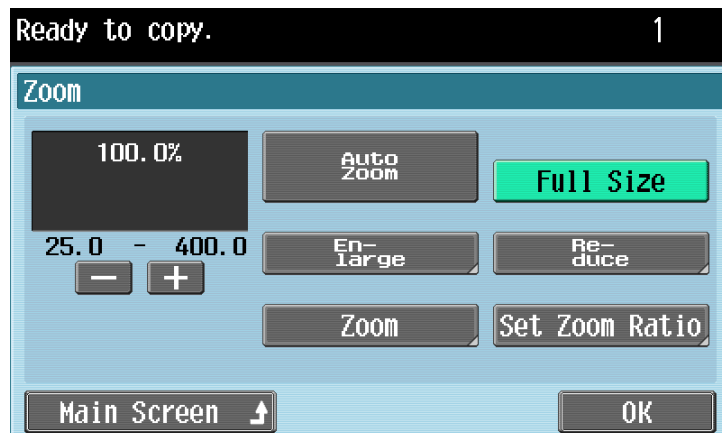 Ready to copy.
1
Zoom
100.0%
Auto
Zoom
Full Size
25.0 - 400.0
En-
large
Re-
duce
− +
Zoom
Set Zoom Ratio
Main Screen
OK